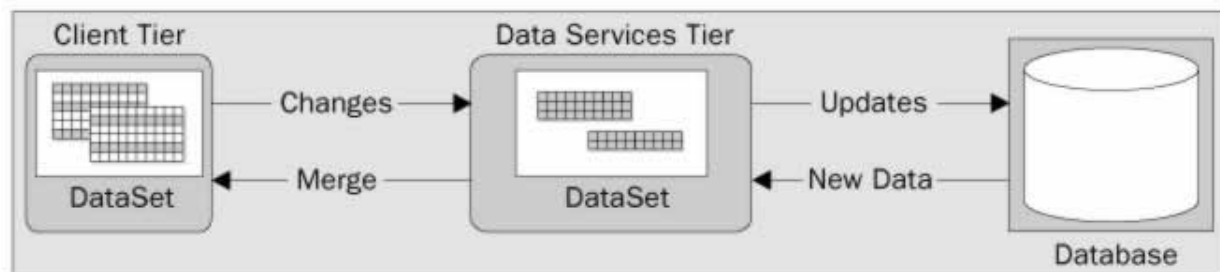 Client Tier
Data Services Tier
Changes
Updates
Merge
New Data
DataSet
DataSet
Database